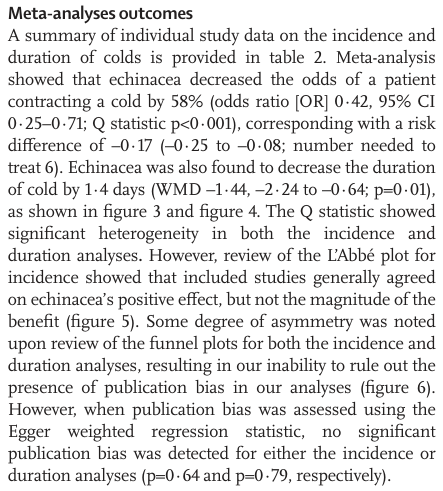 Meta-analyses outcomes
A summary of individual study data on the incidence and
duration of colds is provided in table 2. Meta-analysis
showed that echinacea decreased the odds of a patient
contracting a cold by 58% (odds ratio [OR] 0·42, 95% CI
0·25–0·71; Q statistic p<0·001), corresponding with a risk
difference of –0·17 (–0·25 to –0·08; number needed to
treat 6). Echinacea was also found to decrease the duration
of cold by 1·4 days (WMD –1·44, –2·24 to –0·64; p=0·01),
as shown in figure 3 and figure 4. The Q statistic showed
significant heterogeneity in both the incidence and
duration analyses. However, review of the L’Abbé plot for
incidence showed that included studies generally agreed
on echinacea’s positive effect, but not the magnitude of the
benefit (figure 5). Some degree of asymmetry was noted
upon review of the funnel plots for both the incidence and
duration analyses, resulting in our inability to rule out the
presence of publication bias in our analyses (figure 6).
However, when publication bias was assessed using the
Egger weighted regression statistic, no significant
publication bias was detected for either the incidence or
duration analyses (p=0·64 and p=0·79, respectively).